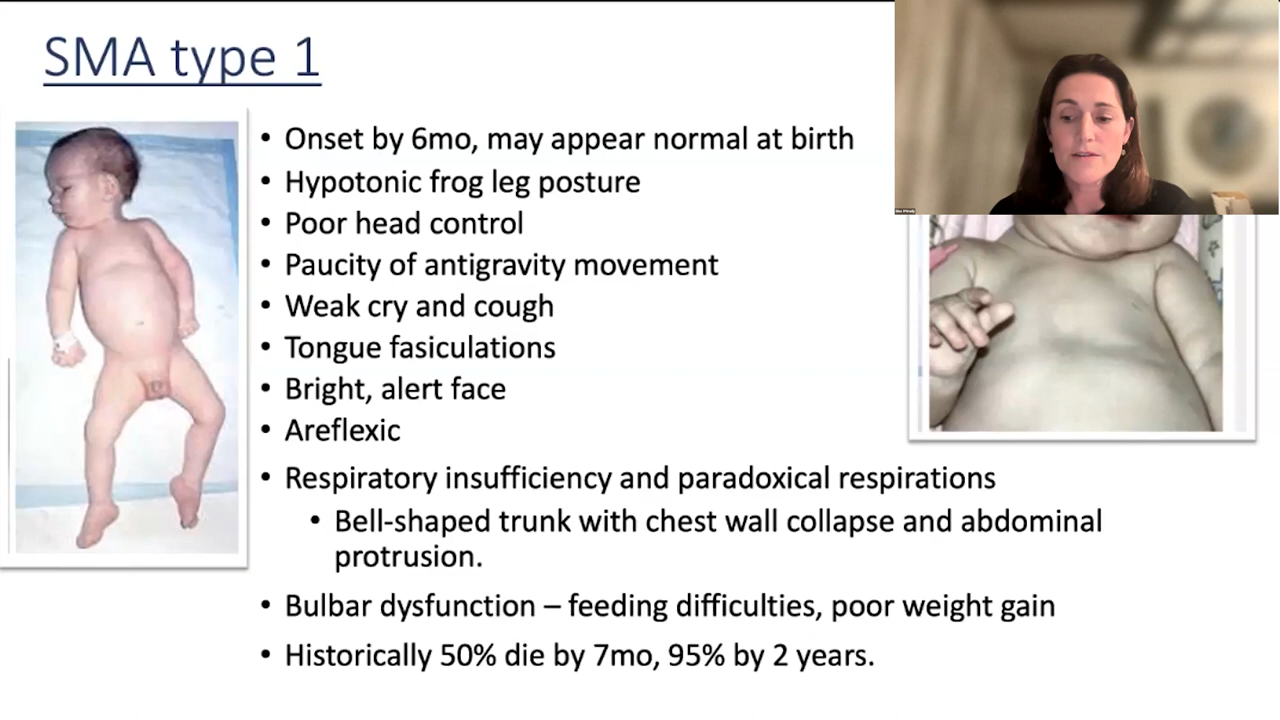 SMA type 1
• Onset by 6mo, may appear normal at birth
• Hypotonic frog leg posture
• Poor head control
• Paucity of antigravity movement
• Weak cry and cough
• Tongue fasiculations
• Bright, alert face
• Areflexic
• Respiratory insufficiency and paradoxical respirations
• Bell-shaped trunk with chest wall collapse and abdominal
protrusion.
• Bulbar dysfunction – feeding difficulties, poor weight gain
• Historically 50% die by 7mo, 95% by 2 years.